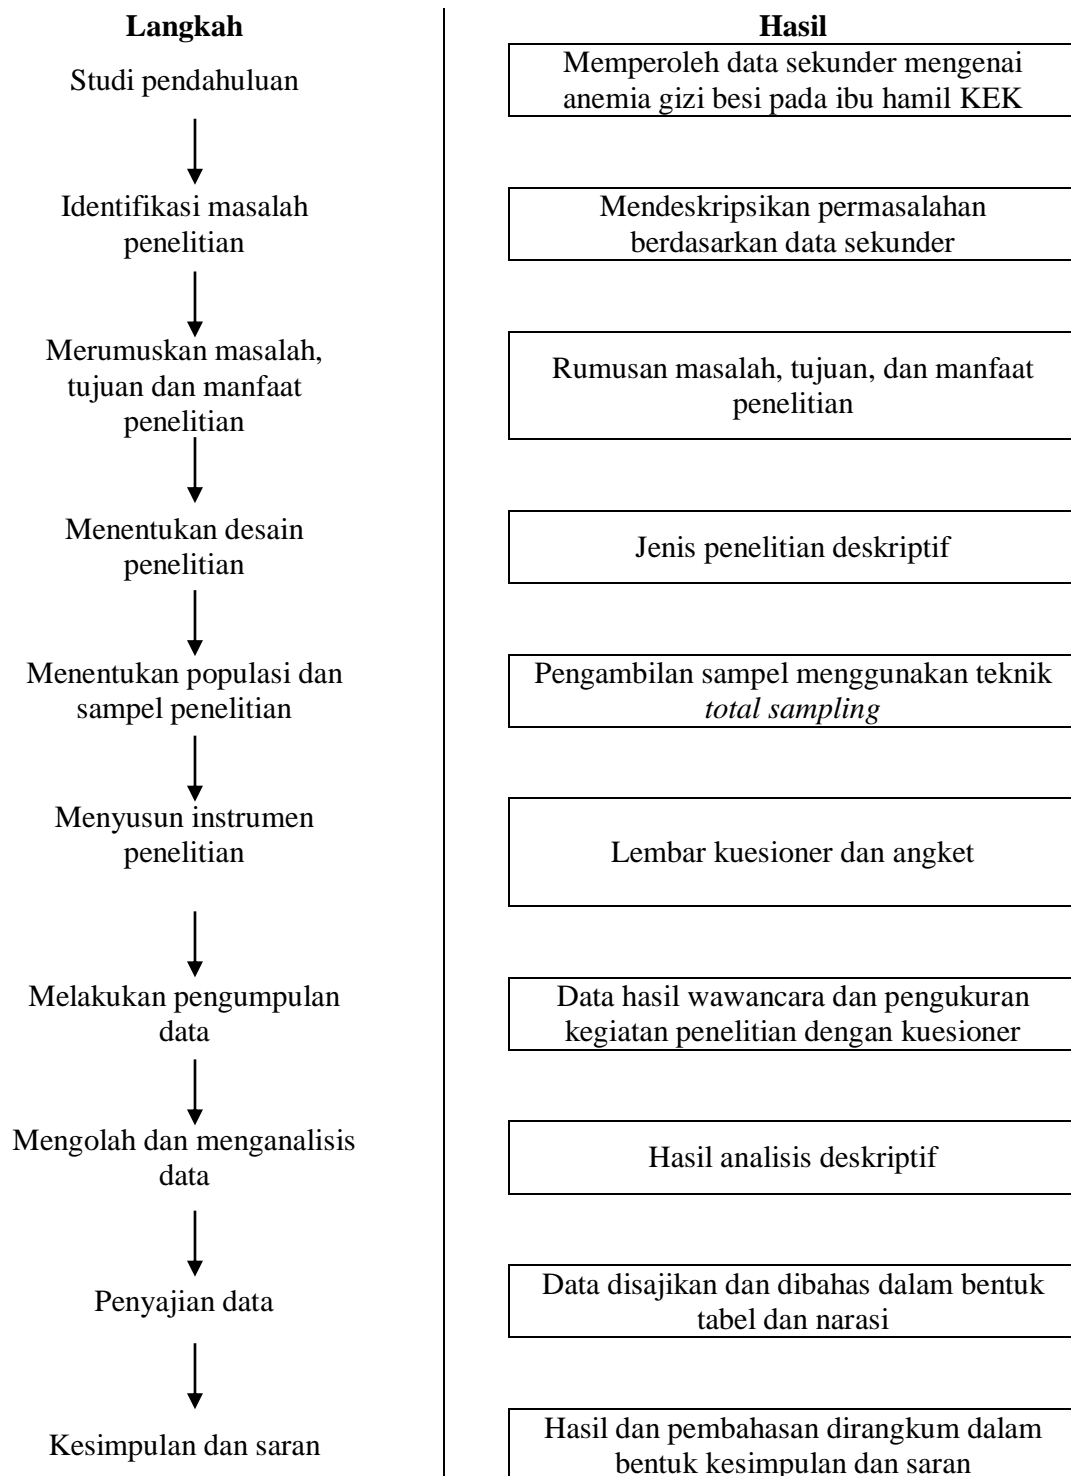 Langkah
Hasil
Studi pendahuluan
Memperoleh data sekunder mengenai
anemia gizi besi pada ibu hamil KEK
Identifikasi masalah
penelitian
Mendeskripsikan permasalahan
berdasarkan data sekunder
Merumuskan masalah,
tujuan dan manfaat
penelitian
Rumusan masalah, tujuan, dan manfaat
penelitian
Menentukan desain
penelitian
Jenis penelitian deskriptif
Menentukan populasi dan
sampel penelitian
Pengambilan sampel menggunakan teknik
total sampling
Menyusun instrumen
penelitian
Lembar kuesioner dan angket
Melakukan pengumpulan
data
Data hasil wawancara dan pengukuran
kegiatan penelitian dengan kuesioner
Mengolah dan menganalisis
data
Hasil analisis deskriptif
Penyajian data
Data disajikan dan dibahas dalam bentuk
tabel dan narasi
Kesimpulan dan saran
Hasil dan pembahasan dirangkum dalam
bentuk kesimpulan dan saran